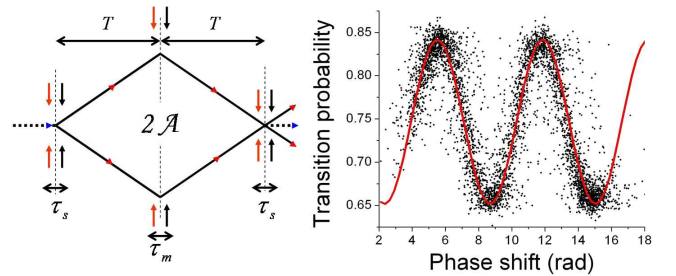 T T
2 𝒜
τs τs
τm
Transition probability
0.85
0.80
0.75
0.70
0.65
2 4 6 8 10 12 14 16 18
Phase shift (rad)